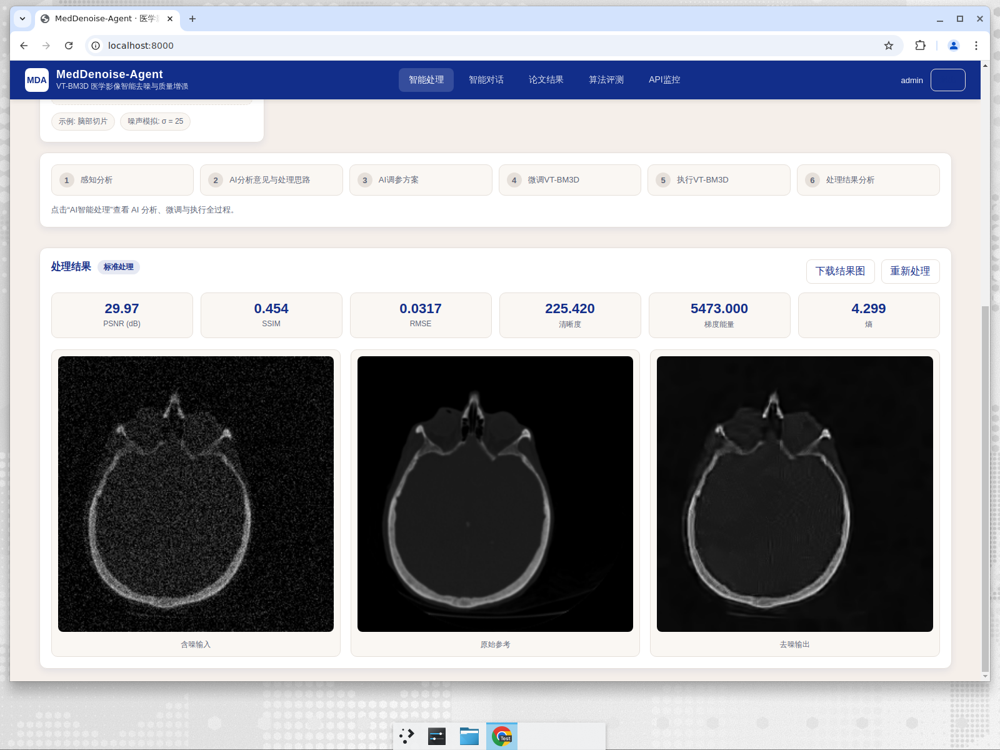 MedDenoise-Agent · 医学
localhost:8000
MDA
MedDenoise-Agent
VT-BM3D 医学影像智能去噪与质量增强
智能处理
智能对话
论文结果
算法评测
API监控
admin
示例: 脑部切片
噪声模拟: σ = 25
1 感知分析
2 AI分析意见与处理思路
3 AI调参方案
4 微调VT-BM3D
5 执行VT-BM3D
6 处理结果分析
点击“AI智能处理”查看 AI 分析、微调与执行全过程。
处理结果
标准处理
下载结果图
重新处理
29.97
PSNR (dB)
0.454
SSIM
0.0317
RMSE
225.420
清晰度
5473.000
梯度能量
4.299
熵
含噪输入
原始参考
去噪输出
Test